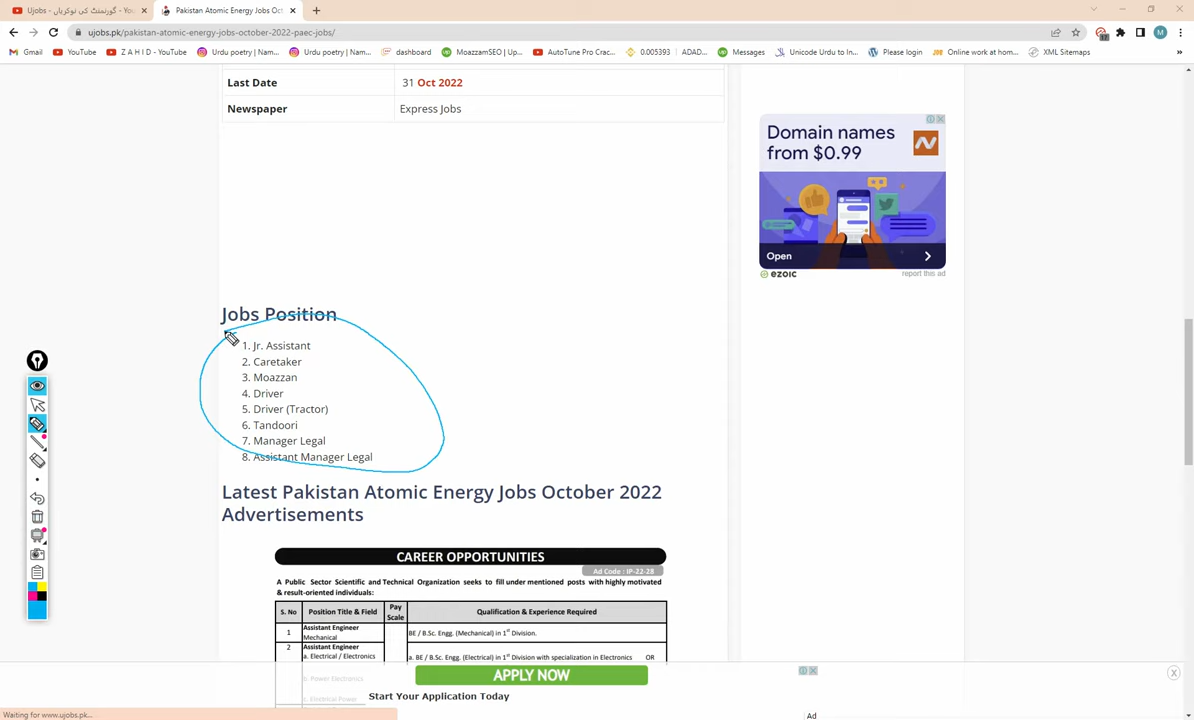 Ujobs - گورنمنٹ کی نوکریاں - You
Pakistan Atomic Energy Jobs Oct
ujobs.pk/pakistan-atomic-energy-jobs-october-2022-paec-jobs/
M
Gmail
YouTube
Z A H I D - YouTube
Urdu poetry | Nam...
Urdu poetry | Nam...
dashboard
MoazzamSEO | Up...
AutoTune Pro Crac...
0.005393 | ADAD...
Messages
Unicode Urdu to In...
Please login
Online work at hom...
XML Sitemaps
Last Date
31 Oct 2022
Newspaper
Express Jobs
Domain names
from $0.99
Open
ezoic
report this ad
Jobs Position
1. Jr. Assistant
2. Caretaker
3. Moazzan
4. Driver
5. Driver (Tractor)
6. Tandoori
7. Manager Legal
8. Assistant Manager Legal
Latest Pakistan Atomic Energy Jobs October 2022
Advertisements
CAREER OPPORTUNITIES
Ad Code : IP-22-28
A Public Sector Scientific and Technical Organization seeks to fill under mentioned posts with highly motivated
& result-oriented individuals:
S. No
Position Title & Field
Pay
Scale
Qualification & Experience Required
1
Assistant Engineer
Mechanical
BE / B.Sc. Engg. (Mechanical) in 1st Division.
2
Assistant Engineer
a. Electrical / Electronics
a. BE / B.Sc. Engg. (Electrical) in 1st Division with specialization in Electronics OR
b. Power Electronics
c. Electrical Power
APPLY NOW
Start Your Application Today
Waiting for www.ujobs.pk...
Ad